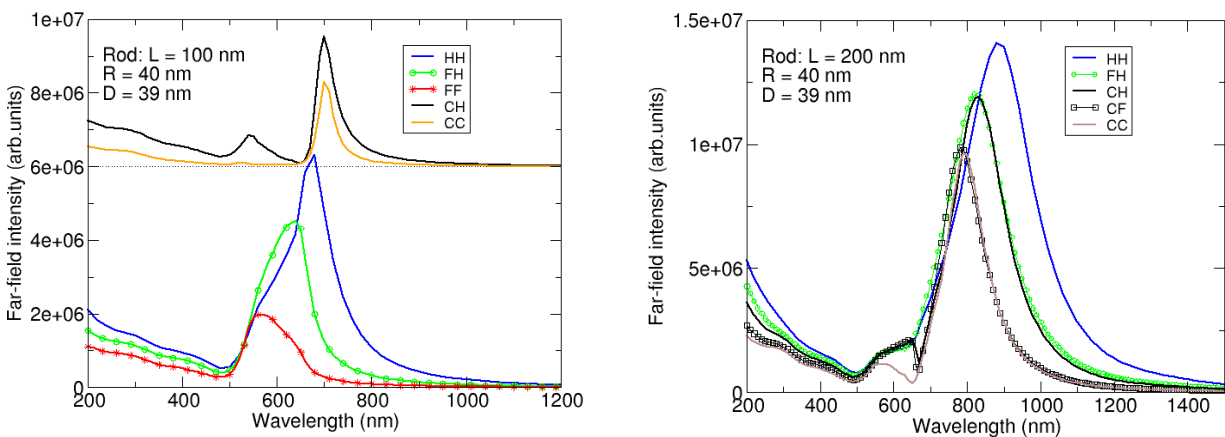 Rod: L = 100 nm
R = 40 nm
D = 39 nm
HH
FH
FF
CH
CC
1e+07
8e+06
6e+06
4e+06
2e+06
0
200 400 600 800 1000 1200
Wavelength (nm)
Far-field intensity (arb.units)
Rod: L = 200 nm
R = 40 nm
D = 39 nm
HH
FH
CH
CF
CC
1.5e+07
1e+07
5e+06
0
200 400 600 800 1000 1200 1400
Wavelength (nm)
Far-field intensity (arb.units)